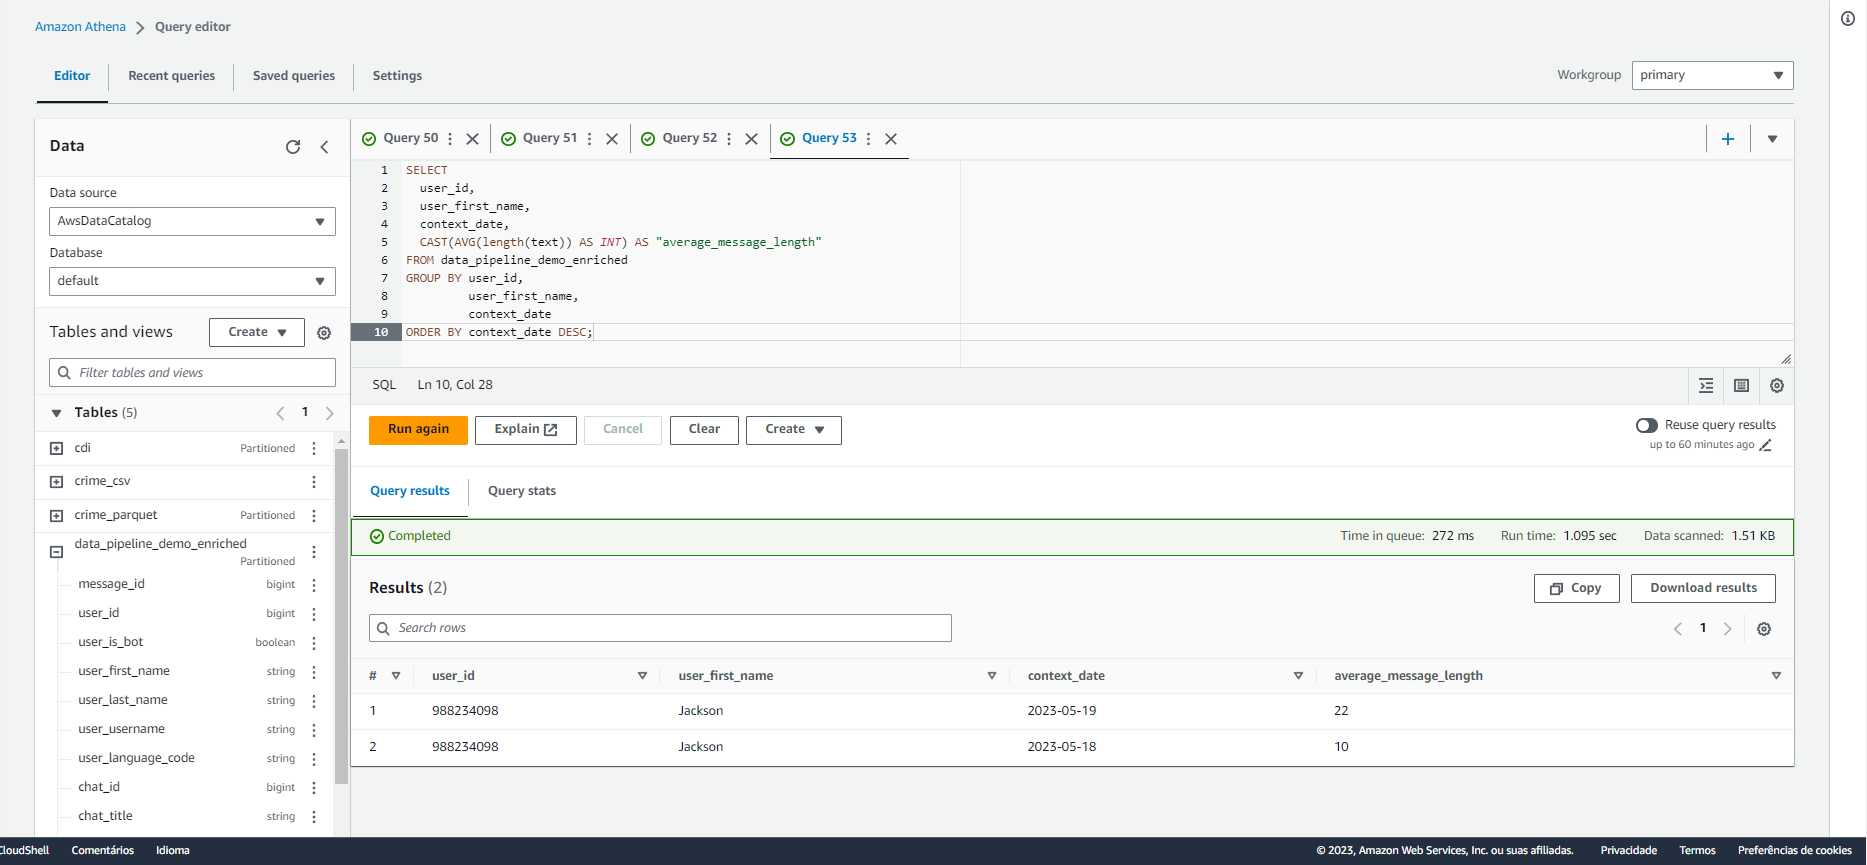 Amazon Athena > Query editor
Editor
Recent queries
Saved queries
Settings
Workgroup
primary
Data
Data source
AwsDataCatalog
Database
default
Tables and views
Create
Filter tables and views
Tables (5)
1
cdi Partitioned
crime_csv
crime_parquet Partitioned
data_pipeline_demo_enriched
Partitioned
message_id bigint
user_id bigint
user_is_bot boolean
user_first_name string
user_last_name string
user_username string
user_language_code string
chat_id bigint
chat_title string
Query 50
Query 51
Query 52
Query 53
1 SELECT
2 user_id,
3 user_first_name,
4 context_date,
5 CAST(AVG(length(text)) AS INT) AS "average_message_length"
6 FROM data_pipeline_demo_enriched
7 GROUP BY user_id,
8 user_first_name,
9 context_date
10 ORDER BY context_date DESC;
SQL Ln 10, Col 28
Run again
Explain
Cancel
Clear
Create
Reuse query results
up to 60 minutes ago
Query results
Query stats
Completed
Time in queue: 272 ms
Run time: 1.095 sec
Data scanned: 1.51 KB
Results (2)
Copy
Download results
Search rows
1
# user_id user_first_name context_date average_message_length
1 988234098 Jackson 2023-05-19 22
2 988234098 Jackson 2023-05-18 10
CloudShell Comentários Idioma
© 2023, Amazon Web Services, Inc. ou suas afiliadas. Privacidade Termos Preferências de cookies